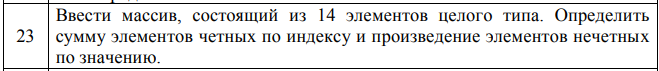 Ввести массив, состоящий из 14 элементов целого типа. Определить
23 сумму элементов четных по индексу и произведение элементов нечетных
по значению.